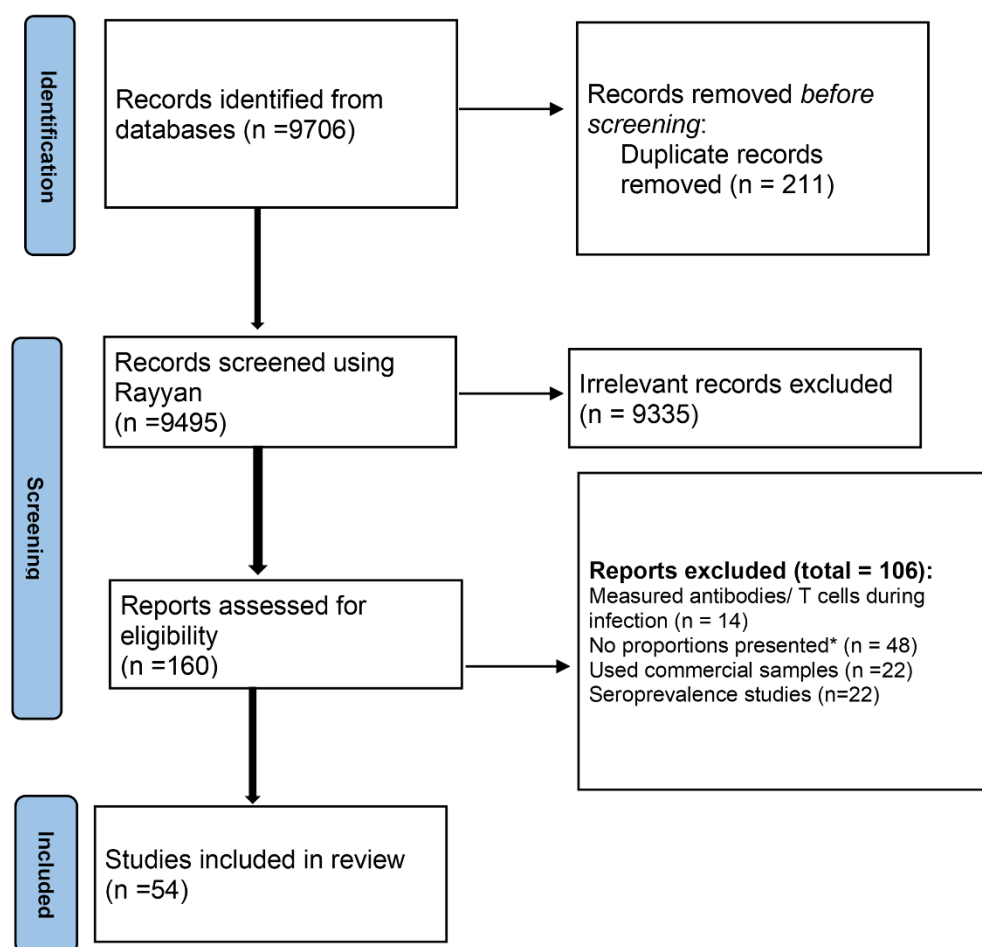 Identification
Records identified from
databases (n =9706)
Records removed before
screening:
Duplicate records
removed (n = 211)
Screening
Records screened using
Rayyan
(n =9495)
Irrelevant records excluded
(n = 9335)
Reports assessed for
eligibility
(n =160)
Reports excluded (total = 106):
Measured antibodies/ T cells during
infection (n = 14)
No proportions presented* (n = 48)
Used commercial samples (n =22)
Seroprevalence studies (n=22)
Included
Studies included in review
(n =54)